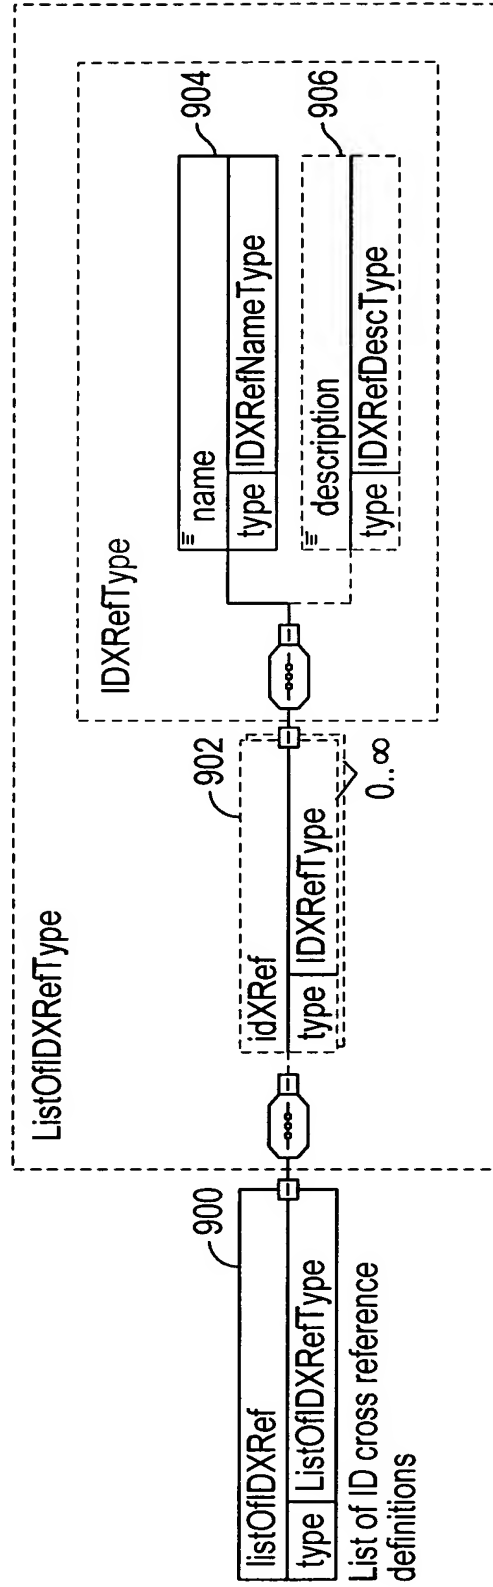 ListOfIDXRefType
IDXRefType
900
listOfIDXRef
type ListOfIDXRefType
List of ID cross reference
definitions
902
idXRef
type IDXRefType
0..∞
904
name
type IDXRefNameType
906
description
type IDXRefDescType